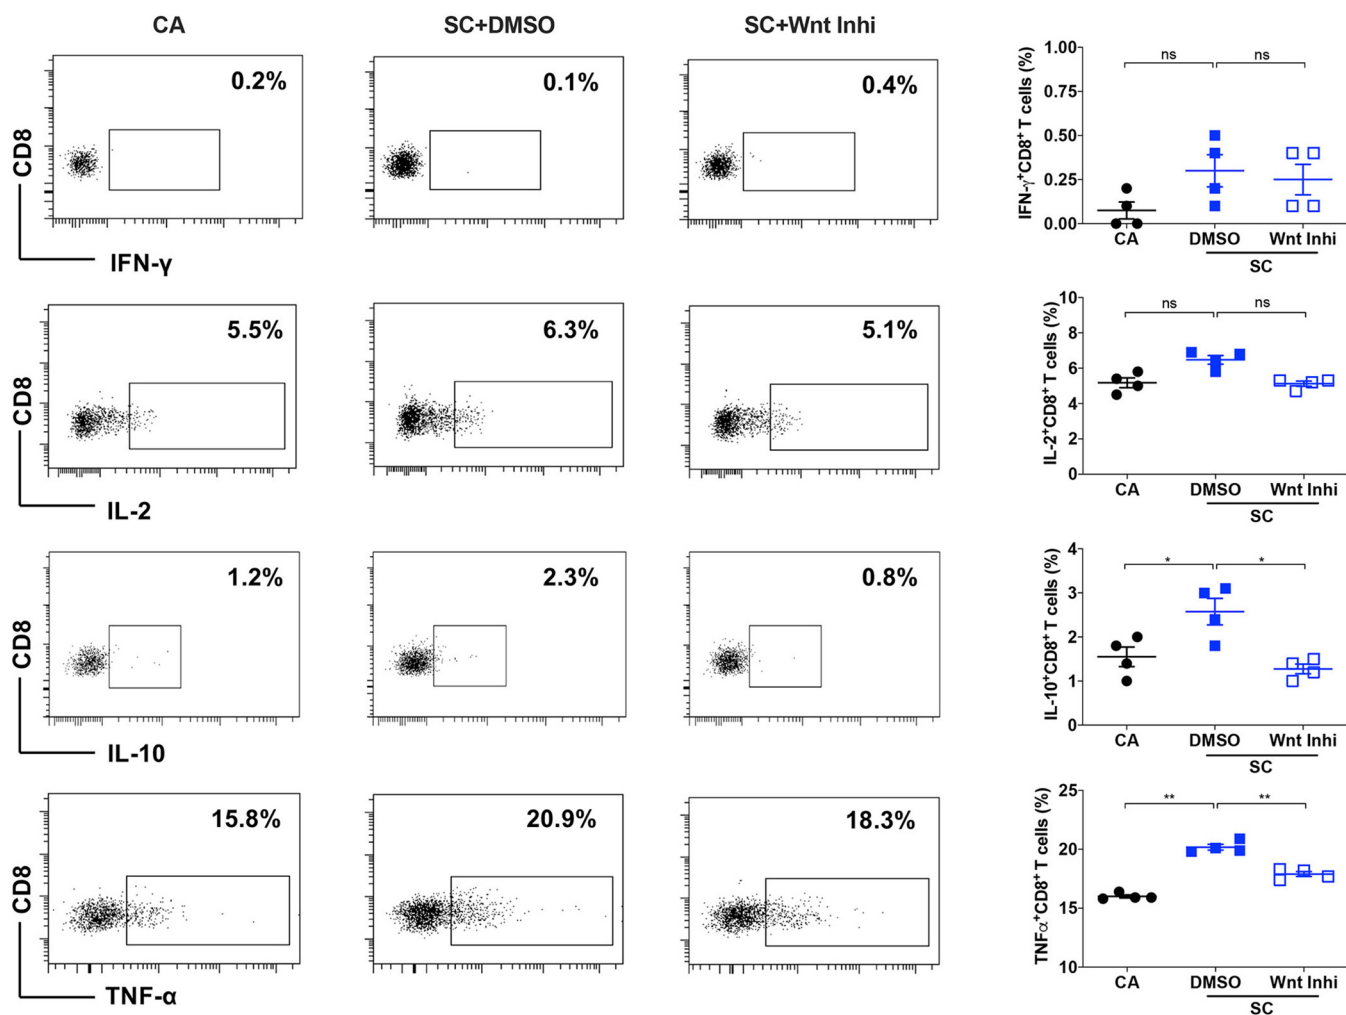 CA SC+DMSO SC+Wnt Inhi
0.2% 0.1% 0.4%
CD8
IFN-γ
IFN-γ⁺CD8⁺ T cells (%)
1.00
0.75
0.50
0.25
0.00
ns ns
CA DMSO Wnt Inhi
SC
5.5% 6.3% 5.1%
CD8
IL-2
IL-2⁺CD8⁺ T cells (%)
10
8
6
4
2
0
ns ns
CA DMSO Wnt Inhi
SC
1.2% 2.3% 0.8%
CD8
IL-10
IL-10⁺CD8⁺ T cells (%)
4
3
2
1
0
* *
CA DMSO Wnt Inhi
SC
15.8% 20.9% 18.3%
CD8
TNF-α
TNFα⁺CD8⁺ T cells (%)
25
20
15
10
** **
CA DMSO Wnt Inhi
SC